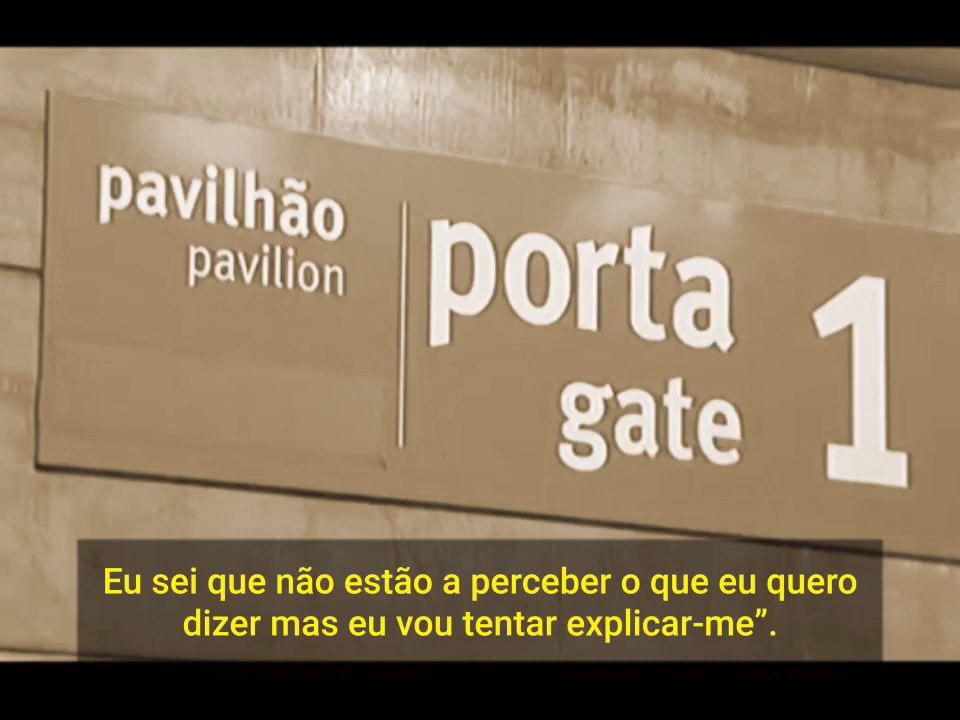 pavilhão
pavilion
porta
gate
1
Eu sei que não estão a perceber o que eu quero
dizer mas eu vou tentar explicar-me”.